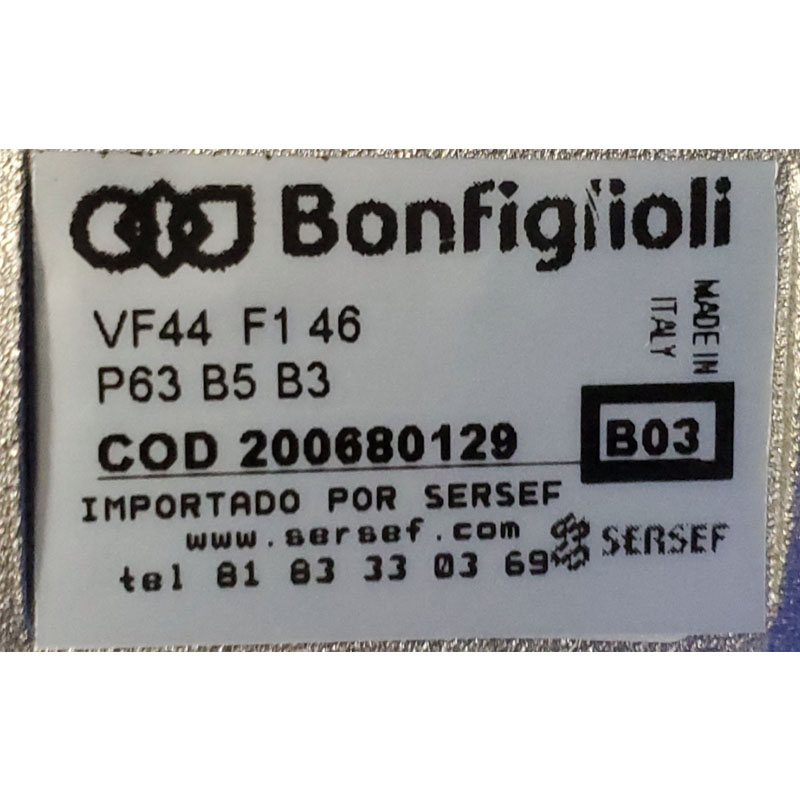 Bonfiglioli
VF44 F1 46
P63 B5 B3
MADE IN
ITALY
COD 200680129
B03
IMPORTADO POR SERSEF
www.sersef.com
SERSEF
tel 81 83 33 03 69